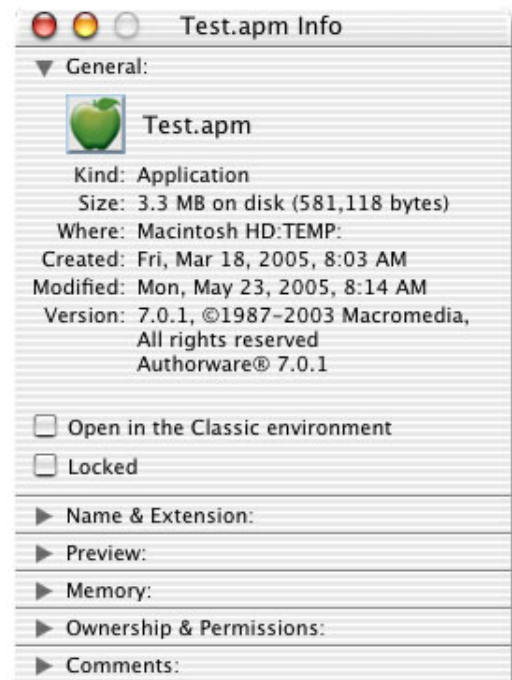 Test.apm Info
General:
Test.apm
Kind: Application
Size: 3.3 MB on disk (581,118 bytes)
Where: Macintosh HD:TEMP:
Created: Fri, Mar 18, 2005, 8:03 AM
Modified: Mon, May 23, 2005, 8:14 AM
Version: 7.0.1, ©1987–2003 Macromedia,
All rights reserved
Authorware® 7.0.1
Open in the Classic environment
Locked
Name & Extension:
Preview:
Memory:
Ownership & Permissions:
Comments: